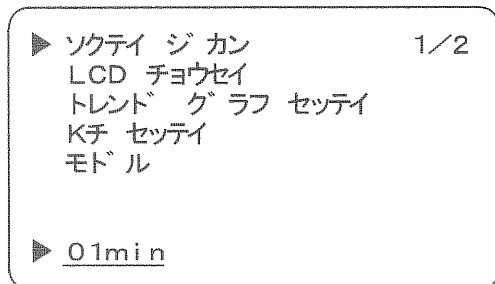 ▶ ソクテイ ジカン 1/2
LCD チョウセイ
トレンド グラフ セッテイ
Kチ セッテイ
モドル
▶ 01min